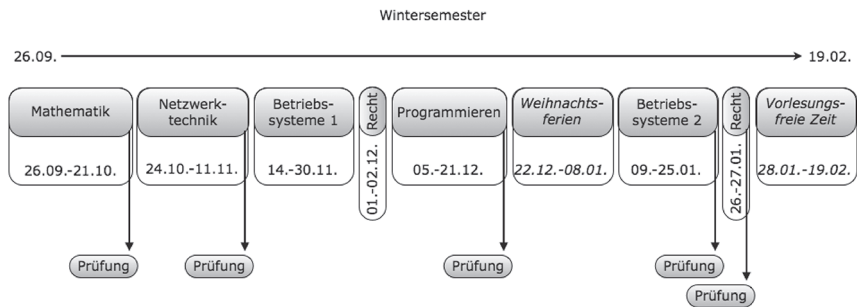 Wintersemester
26.09.
19.02.
Mathematik
26.09.-21.10.
Netzwerk-
technik
24.10.-11.11.
Betriebs-
systeme 1
14.-30.11.
Recht
01.-02.12.
Programmieren
05.-21.12.
Weihnachts-
ferien
22.12.-08.01.
Betriebs-
systeme 2
09.-25.01.
Recht
26.-27.01.
Vorlesungs-
freie Zeit
28.01.-19.02.
Prüfung
Prüfung
Prüfung
Prüfung
Prüfung